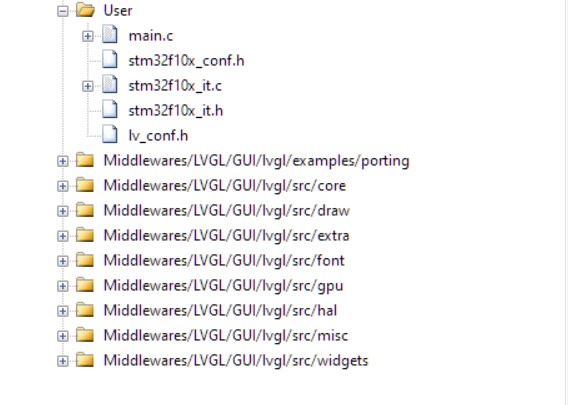 User
main.c
stm32f10x_conf.h
stm32f10x_it.c
stm32f10x_it.h
lv_conf.h
Middlewares/LVGL/GUI/lvgl/examples/porting
Middlewares/LVGL/GUI/lvgl/src/core
Middlewares/LVGL/GUI/lvgl/src/draw
Middlewares/LVGL/GUI/lvgl/src/extra
Middlewares/LVGL/GUI/lvgl/src/font
Middlewares/LVGL/GUI/lvgl/src/gpu
Middlewares/LVGL/GUI/lvgl/src/hal
Middlewares/LVGL/GUI/lvgl/src/misc
Middlewares/LVGL/GUI/lvgl/src/widgets